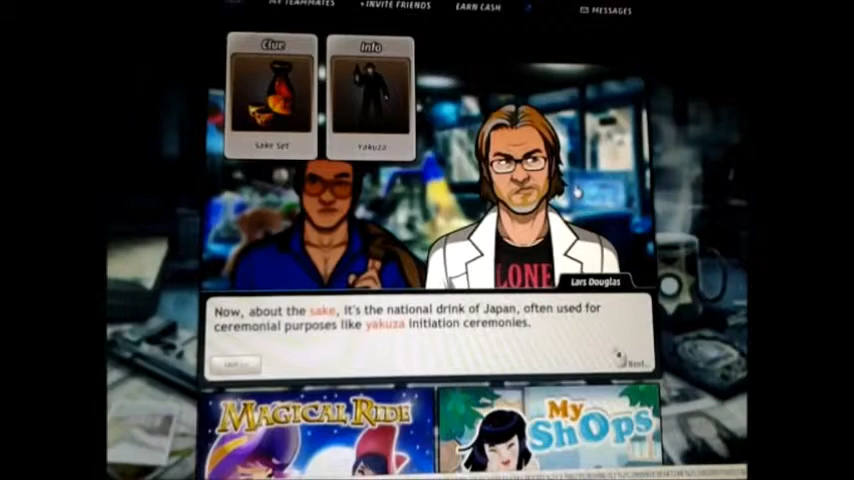 MY TEAMMATES
+INVITE FRIENDS
EARN CASH
MESSAGES
Clue
Info
Sake Set
Yakuza
LONE
Lars Douglas
Now, about the sake, it's the national drink of Japan, often used for
ceremonial purposes like yakuza initiation ceremonies.
Next..
MAGICAL RIDE
My
Shops